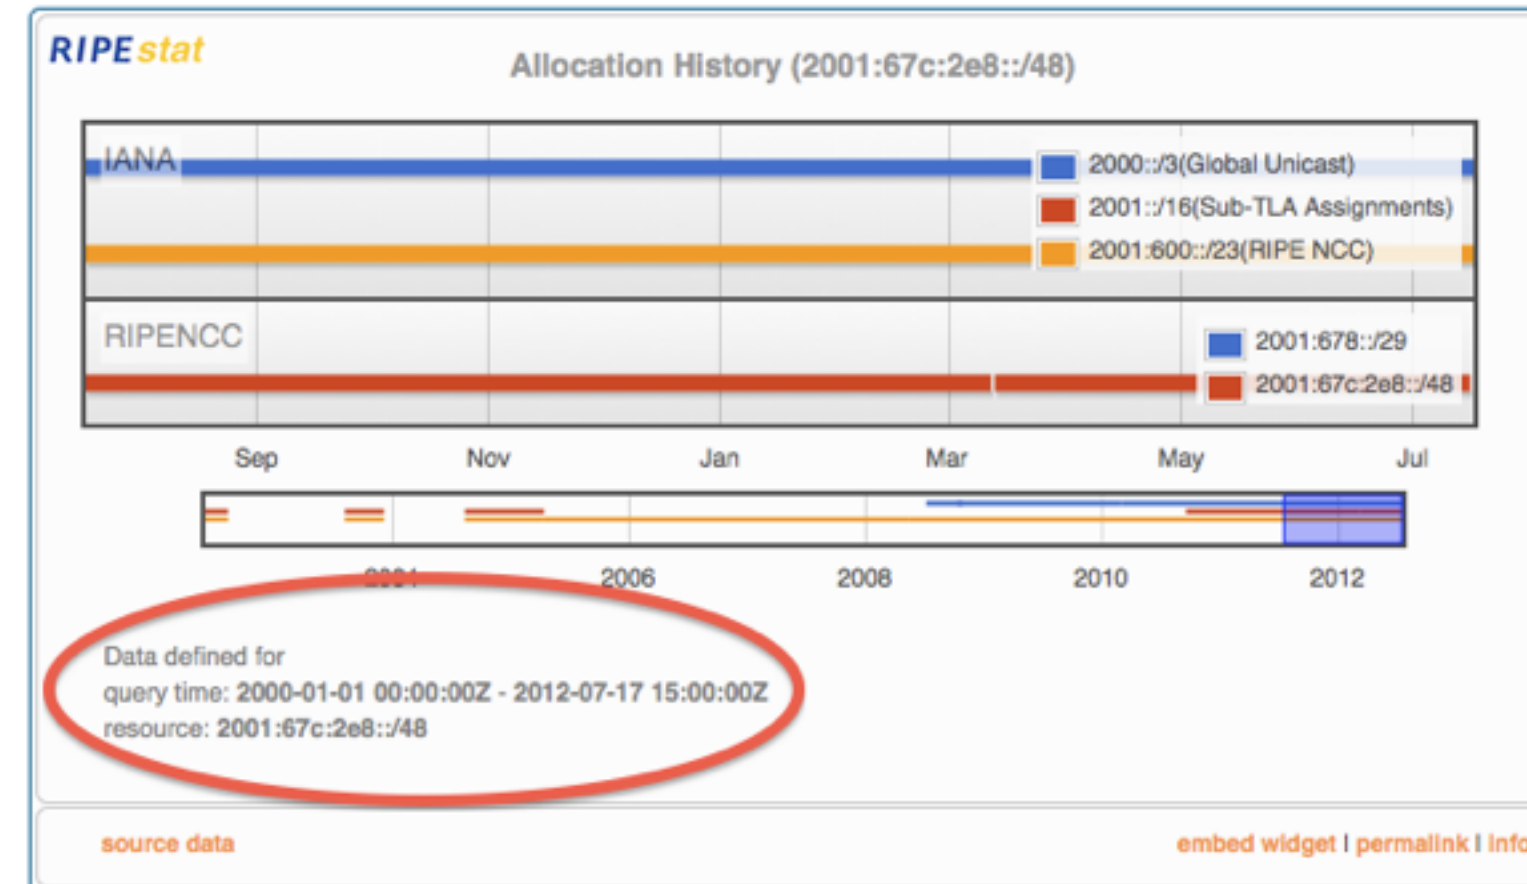 RIPEstat
Allocation History (2001:67c:2e8::/48)
IANA
2000::/3(Global Unicast)
2001::/16(Sub-TLA Assignments)
2001:600::/23(RIPE NCC)
RIPENCC
2001:678::/29
2001:67c:2e8::/48
Sep Nov Jan Mar May Jul
2004 2006 2008 2010 2012
Data defined for
query time: 2000-01-01 00:00:00Z - 2012-07-17 15:00:00Z
resource: 2001:67c:2e8::/48
source data embed widget | permalink | info